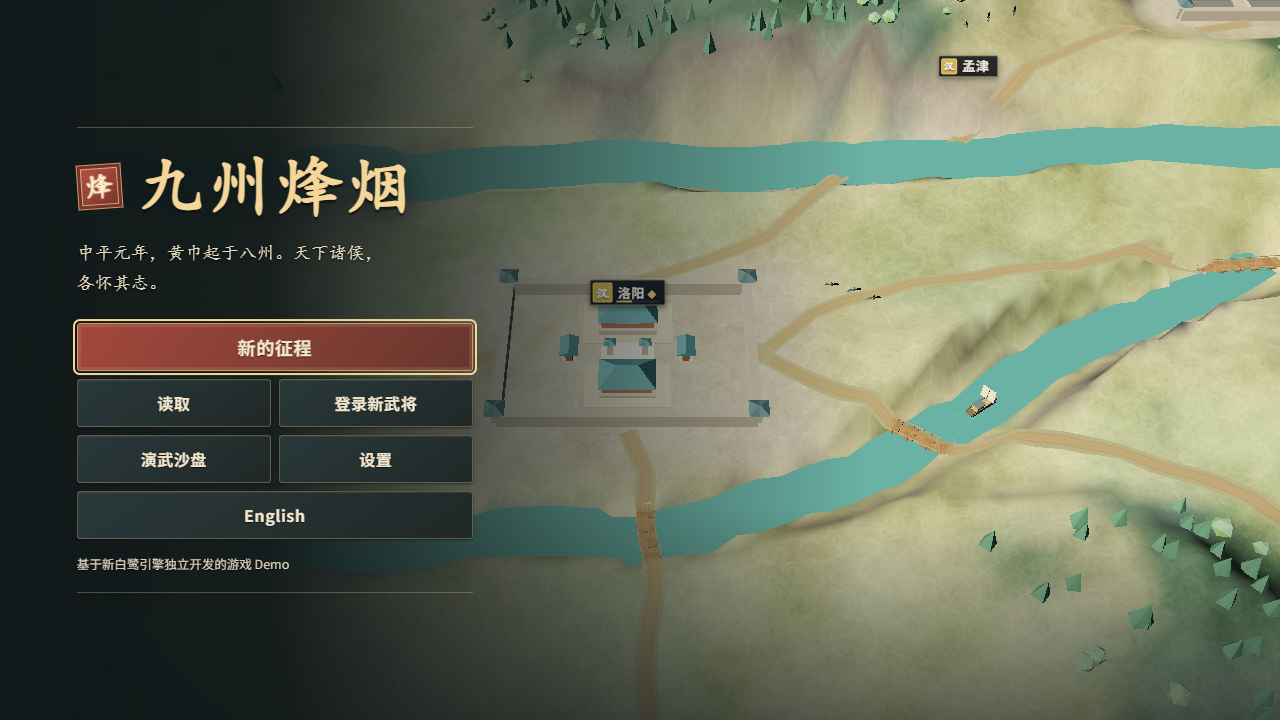 汉 孟津
烽 九州烽烟
中平元年，黄巾起于八州。天下诸侯，
各怀其志。
汉 洛阳
新的征程
读取
登录新武将
演武沙盘
设置
English
基于新白鹭引擎独立开发的游戏 Demo